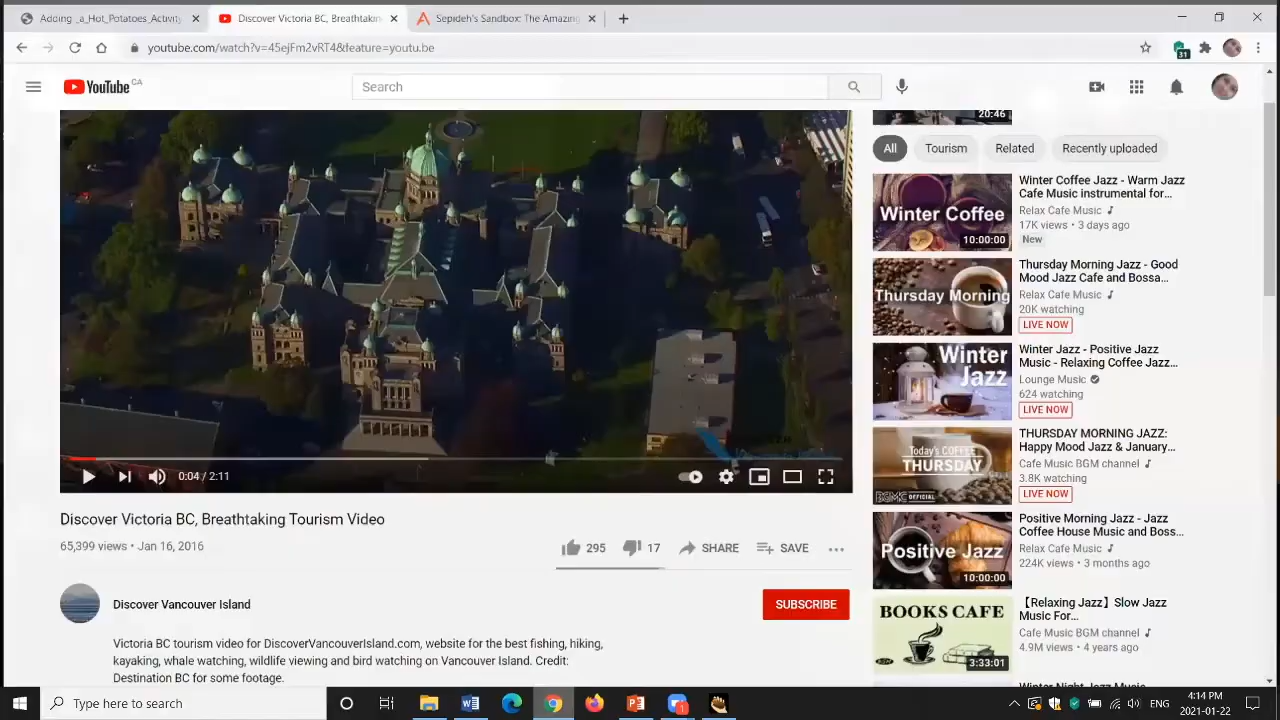 Adding _a_Hot_Potatoes_Activit
Discover Victoria BC, Breathtakin
Sepideh's Sandbox: The Amazing
youtube.com/watch?v=45ejFm2vRT4&feature=youtu.be
31
YouTube CA
Search
20:46
All
Tourism
Related
Recently uploaded
Winter Coffee
10:00:00
Winter Coffee Jazz - Warm Jazz
Cafe Music instrumental for...
Relax Cafe Music
17K views • 3 days ago
New
Thursday Morning
Thursday Morning Jazz - Good
Mood Jazz Cafe and Bossa...
Relax Cafe Music
20K watching
LIVE NOW
Winter
Jazz
Winter Jazz - Positive Jazz
Music - Relaxing Coffee Jazz...
Lounge Music
624 watching
LIVE NOW
Today's COFFEE
THURSDAY
BGMC OFFICIAL
THURSDAY MORNING JAZZ:
Happy Mood Jazz & January...
Cafe Music BGM channel
3.8K watching
LIVE NOW
Positive Jazz
10:00:00
Positive Morning Jazz - Jazz
Coffee House Music and Boss...
Relax Cafe Music
224K views • 3 months ago
BOOKS CAFE
3:33:01
【Relaxing Jazz】Slow Jazz
Music For...
Cafe Music BGM channel
4.9M views • 4 years ago
Winter Night Jazz Music
0:04 / 2:11
Discover Victoria BC, Breathtaking Tourism Video
65,399 views • Jan 16, 2016
295
17
SHARE
SAVE
Discover Vancouver Island
SUBSCRIBE
Victoria BC tourism video for DiscoverVancouverIsland.com, website for the best fishing, hiking,
kayaking, whale watching, wildlife viewing and bird watching on Vancouver Island. Credit:
Destination BC for some footage.
Type here to search
ENG
4:14 PM
2021-01-22